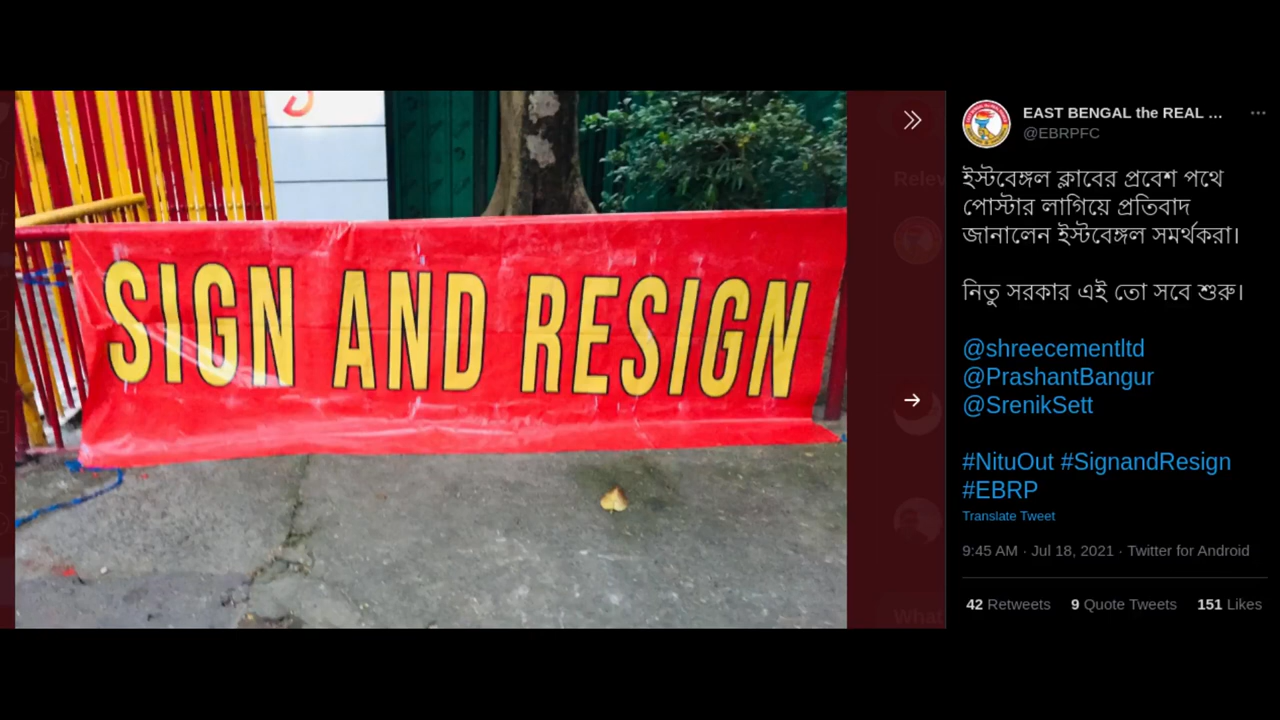 SIGN AND RESIGN
EAST BENGAL the REAL ...
@EBRPFC
ইস্টবেঙ্গল ক্লাবের প্রবেশ পথে
পোস্টার লাগিয়ে প্রতিবাদ
জানালেন ইস্টবেঙ্গল সমর্থকরা।
নিতু সরকার এই তো সবে শুরু।
@shreecementltd
@PrashantBangur
@SrenikSett
#NituOut #SignandResign
#EBRP
Translate Tweet
9:45 AM · Jul 18, 2021 · Twitter for Android
42 Retweets 9 Quote Tweets 151 Likes
Relev
What